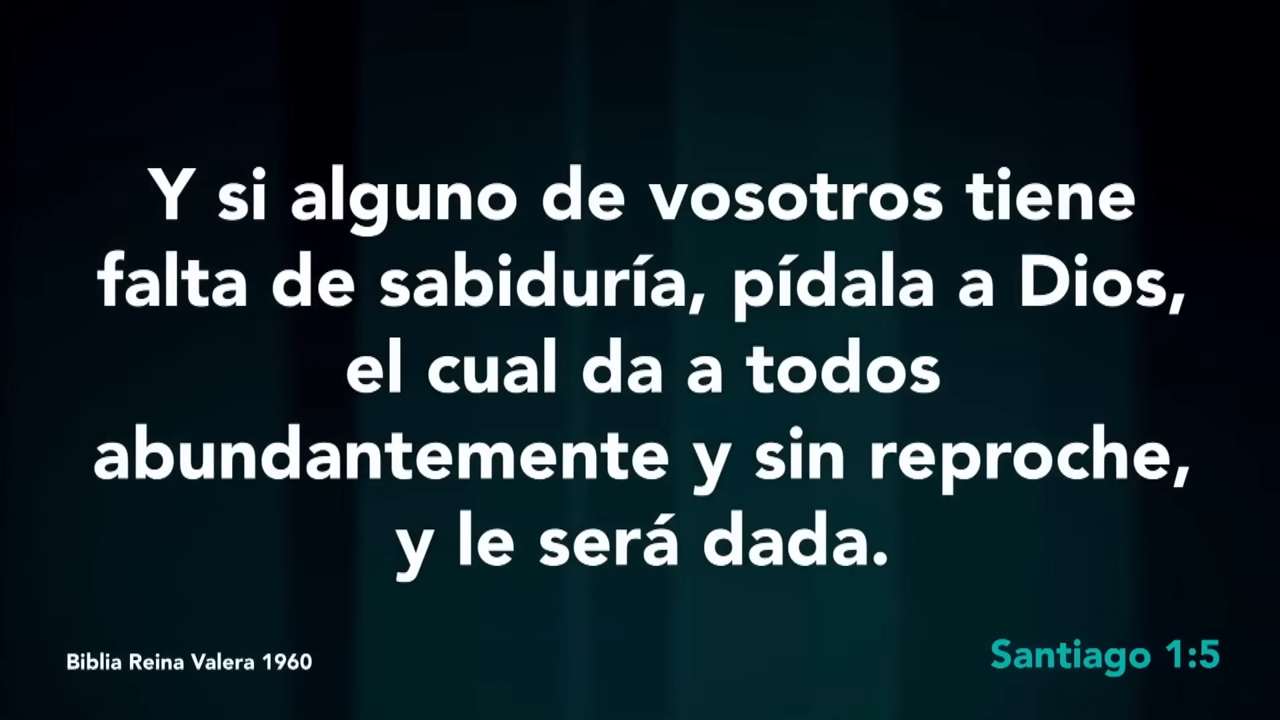 Y si alguno de vosotros tiene
falta de sabiduría, pídala a Dios,
el cual da a todos
abundantemente y sin reproche,
y le será dada.
Biblia Reina Valera 1960
Santiago 1:5